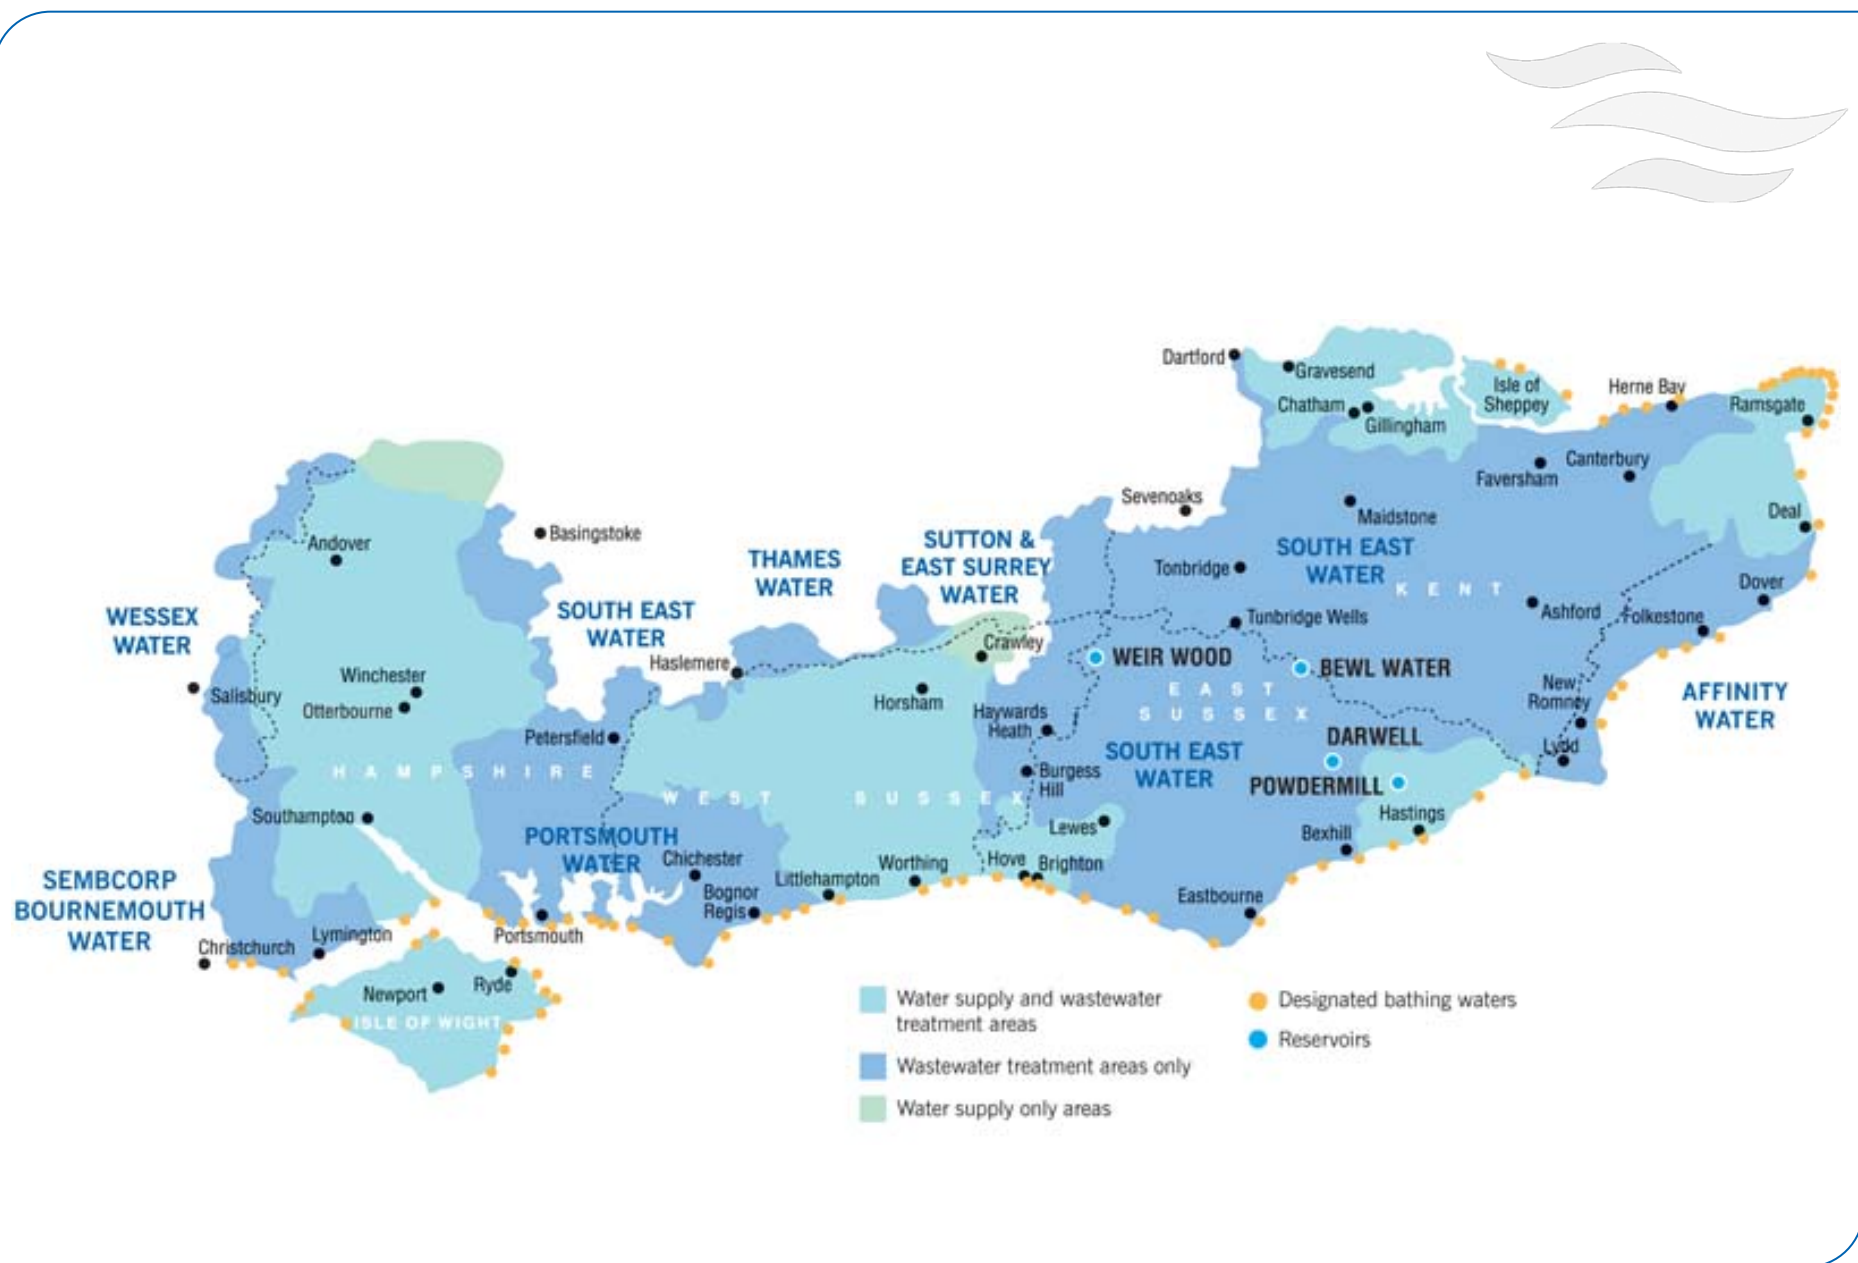 Dartford
Gravesend
Chatham
Gillingham
Isle of
Sheppey
Herne Bay
Ramsgate
Faversham
Canterbury
Sevenoaks
Maidstone
Deal
Andover
Basingstoke
THAMES
WATER
SUTTON &
EAST SURREY
WATER
Tonbridge
SOUTH EAST
WATER
KENT
Dover
WESSEX
WATER
SOUTH EAST
WATER
Tunbridge Wells
Ashford
Folkestone
Crawley
Haslemere
WEIR WOOD
BEWL WATER
Winchester
Salisbury
Otterbourne
Horsham
EAST
SUSSEX
New
Romney
AFFINITY
WATER
Haywards
Heath
Petersfield
DARWELL
Lydd
SOUTH EAST
WATER
HAMPSHIRE
Burgess
Hill
POWDERMILL
WEST SUSSEX
Southampton
Hastings
Lewes
Bexhill
PORTSMOUTH
WATER
Chichester
Worthing
Hove
Brighton
Littlehampton
SEMBCORP
BOURNEMOUTH
WATER
Bognor
Regis
Eastbourne
Christchurch
Lymington
Portsmouth
Newport
Ryde
ISLE OF WIGHT
Water supply and wastewater
treatment areas
Wastewater treatment areas only
Water supply only areas
Designated bathing waters
Reservoirs